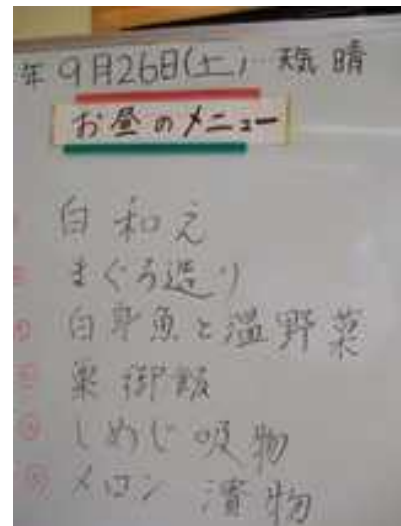 年 9月26日(土) 天気 晴
お昼のメニュー
白和え
まぐろ造り
白身魚と温野菜
栗御飯
しめじ吸物
メロン 漬物